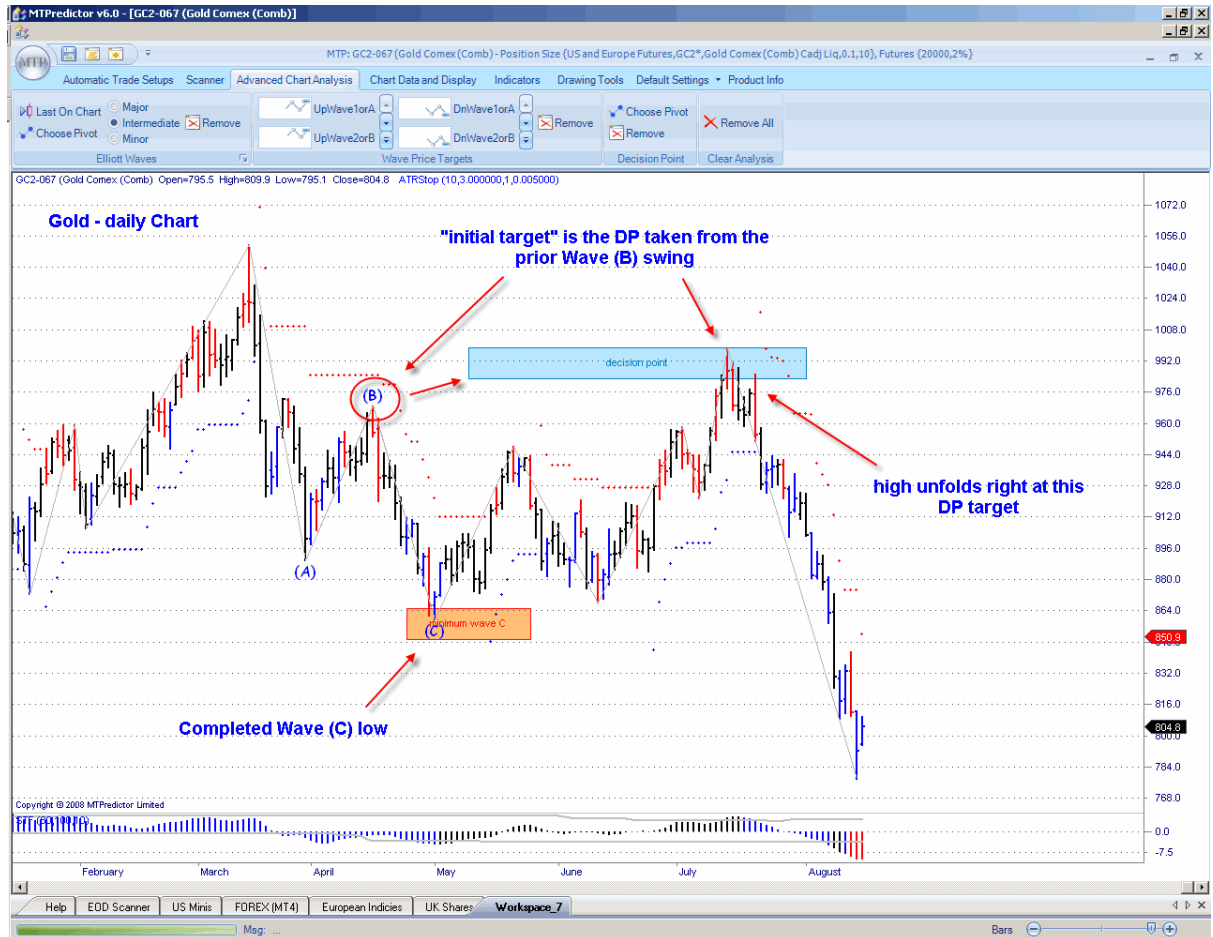 MTPredictor v6.0 - [GC2-067 (Gold Comex (Comb)]
MTP: GC2-067 (Gold Comex (Comb) - Position Size {US and Europe Futures,GC2*,Gold Comex (Comb) Cadj Liq,0.1,10}, Futures {20000,2%}
MTP
Automatic Trade Setups Scanner Advanced Chart Analysis Chart Data and Display Indicators Drawing Tools Default Settings Product Info
Last On Chart
Choose Pivot
Major
Intermediate
Minor
Remove
Elliott Waves
UpWave1orA
UpWave2orB
DnWave1orA
DnWave2orB
Remove
Wave Price Targets
Choose Pivot
Remove
Decision Point
Remove All
Clear Analysis
GC2-067 (Gold Comex (Comb) Open=795.5 High=809.9 Low=795.1 Close=804.8 ATRStop (10,3.000000,1,0.005000)
Gold - daily Chart
"initial target" is the DP taken from the
prior Wave (B) swing
decision point
(B)
high unfolds right at this
DP target
(A)
minimum wave C
(C)
Completed Wave (C) low
1072.0
1056.0
1040.0
1024.0
1008.0
992.0
976.0
960.0
944.0
928.0
912.0
896.0
880.0
864.0
850.9
832.0
816.0
804.8
800.0
784.0
768.0
Copyright © 2008 MTPredictor Limited
0.0
-7.5
February March April May June July August
Help EOD Scanner US Minis FOREX (MT4) European Indicies UK Shares Workspace_7
Msg: ...
Bars